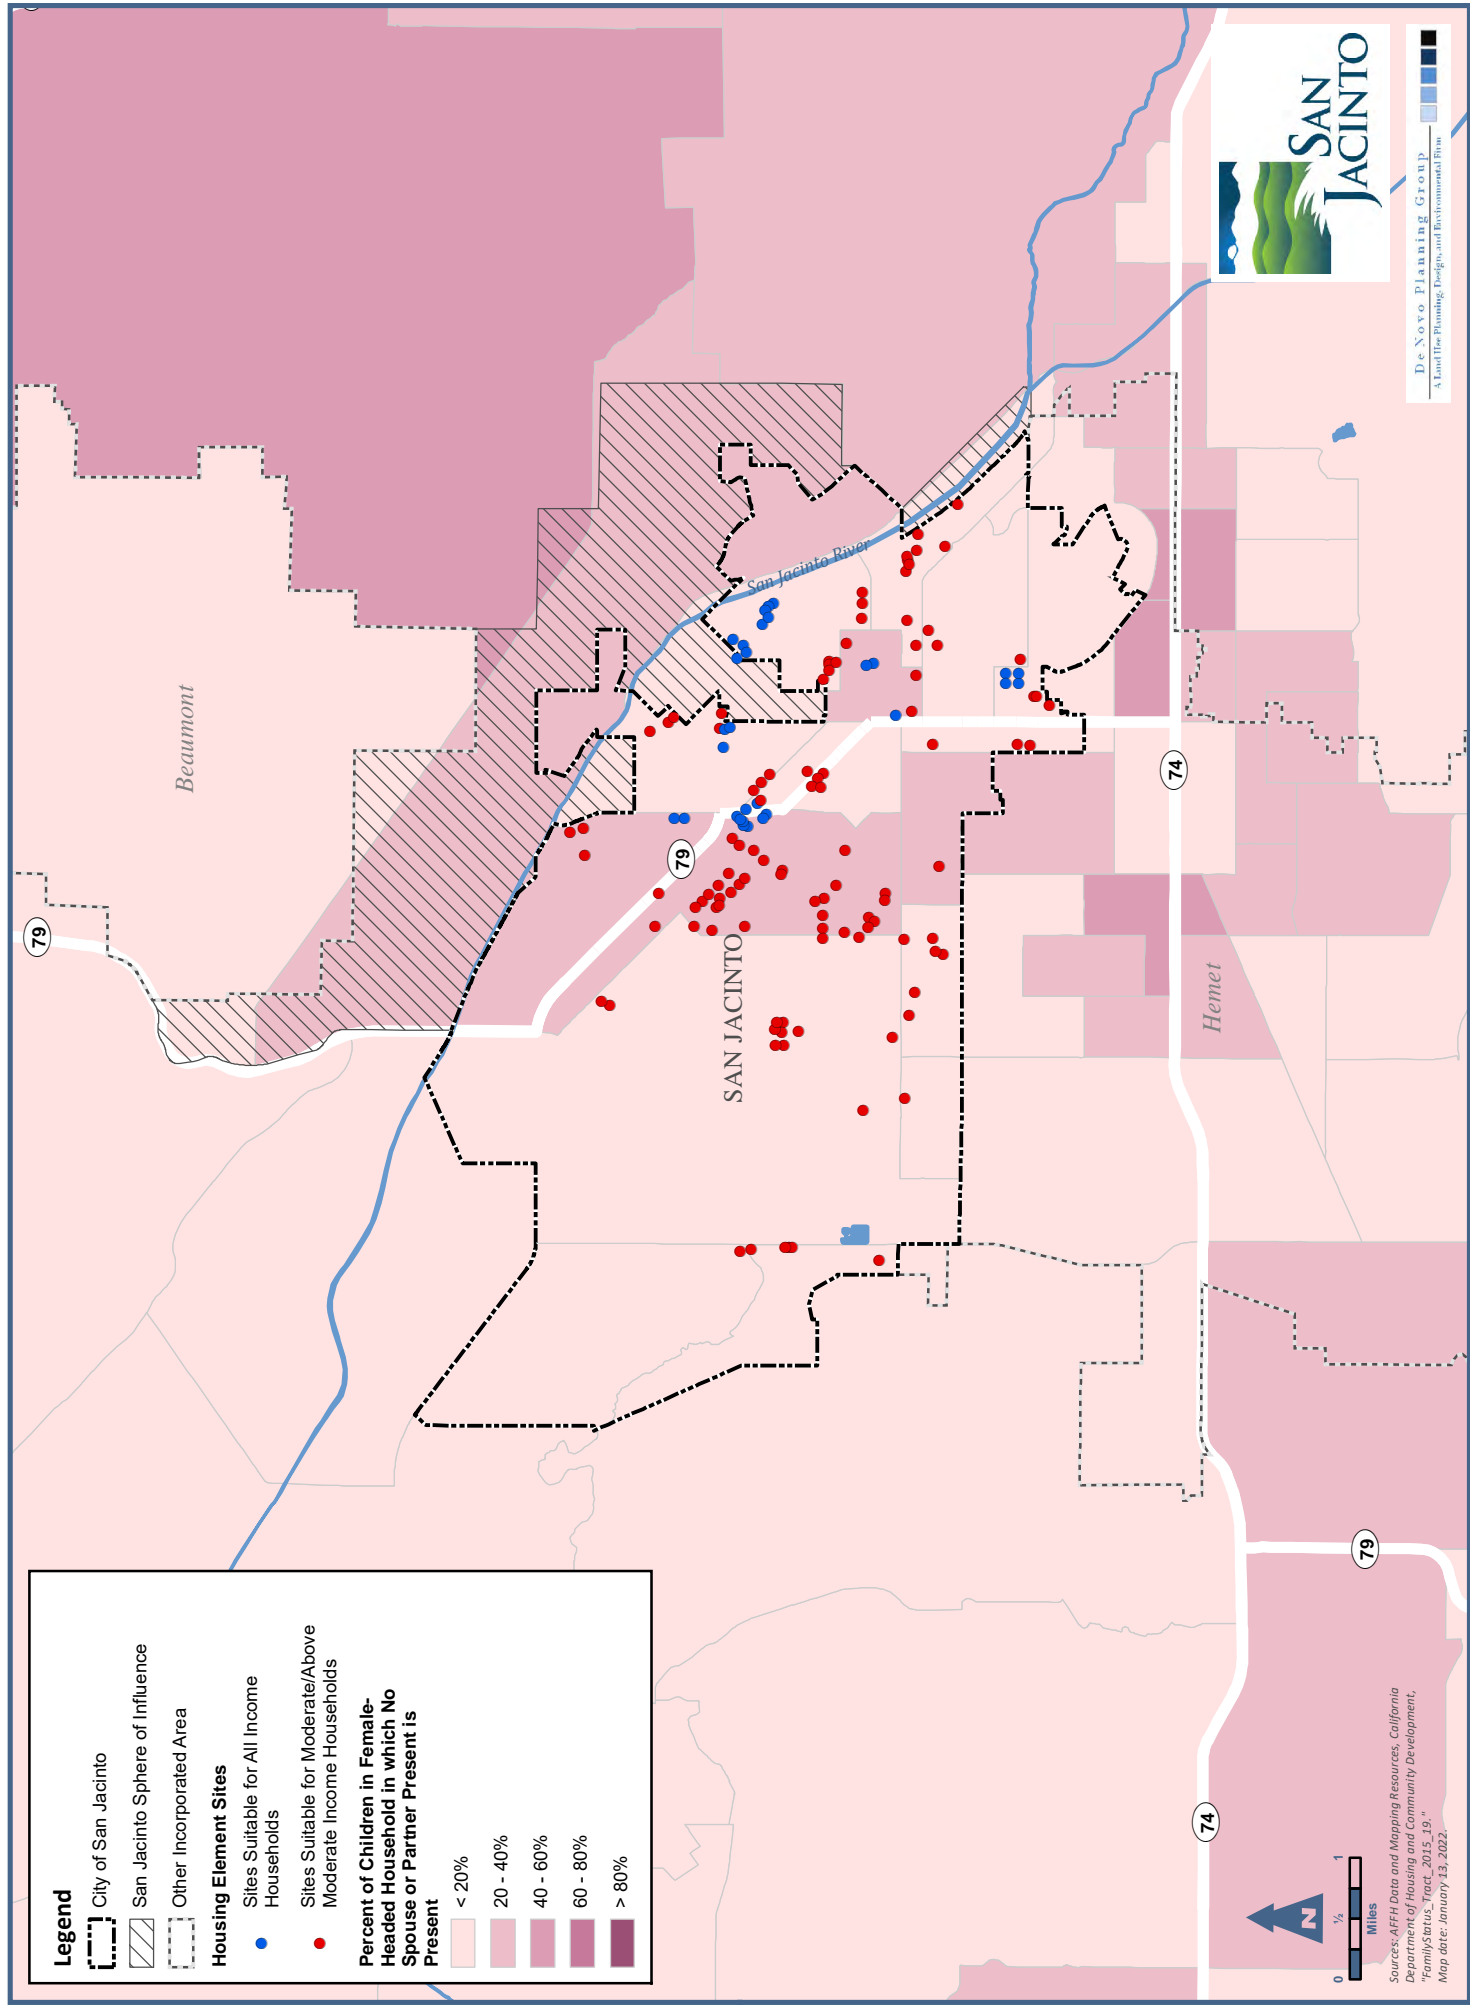 Legend
City of San Jacinto
San Jacinto Sphere of Influence
Other Incorporated Area
Housing Element Sites
Sites Suitable for All Income
Households
Sites Suitable for Moderate/Above
Moderate Income Households
Percent of Children in Female-
Headed Household in which No
Spouse or Partner Present is
Present
< 20%
20 - 40%
40 - 60%
60 - 80%
> 80%
79
Beaumont
San Jacinto River
79
SAN JACINTO
74
Hemet
79
74
N
0 ½ 1
Miles
Sources: AFFH Data and Mapping Resources, California
Department of Housing and Community Development,
"FamilyStatus_Tract_2015_19."
Map date: January 13, 2022.
SAN
JACINTO
De Novo Planning Group
A Land Use Planning, Design, and Environmental Firm